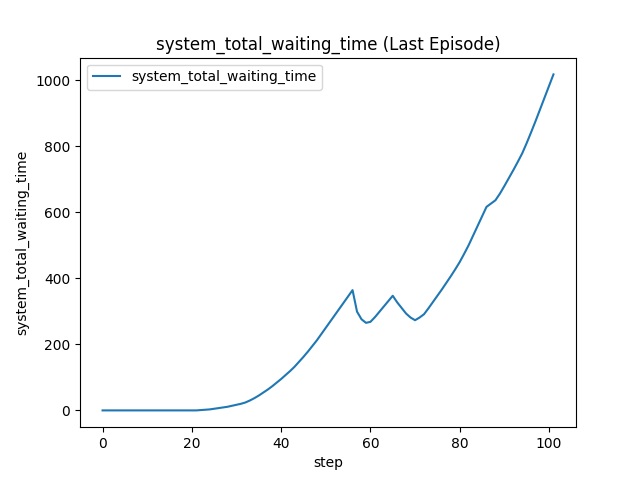 system_total_waiting_time (Last Episode)
system_total_waiting_time
1000
800
600
400
200
0
system_total_waiting_time
0 20 40 60 80 100
step